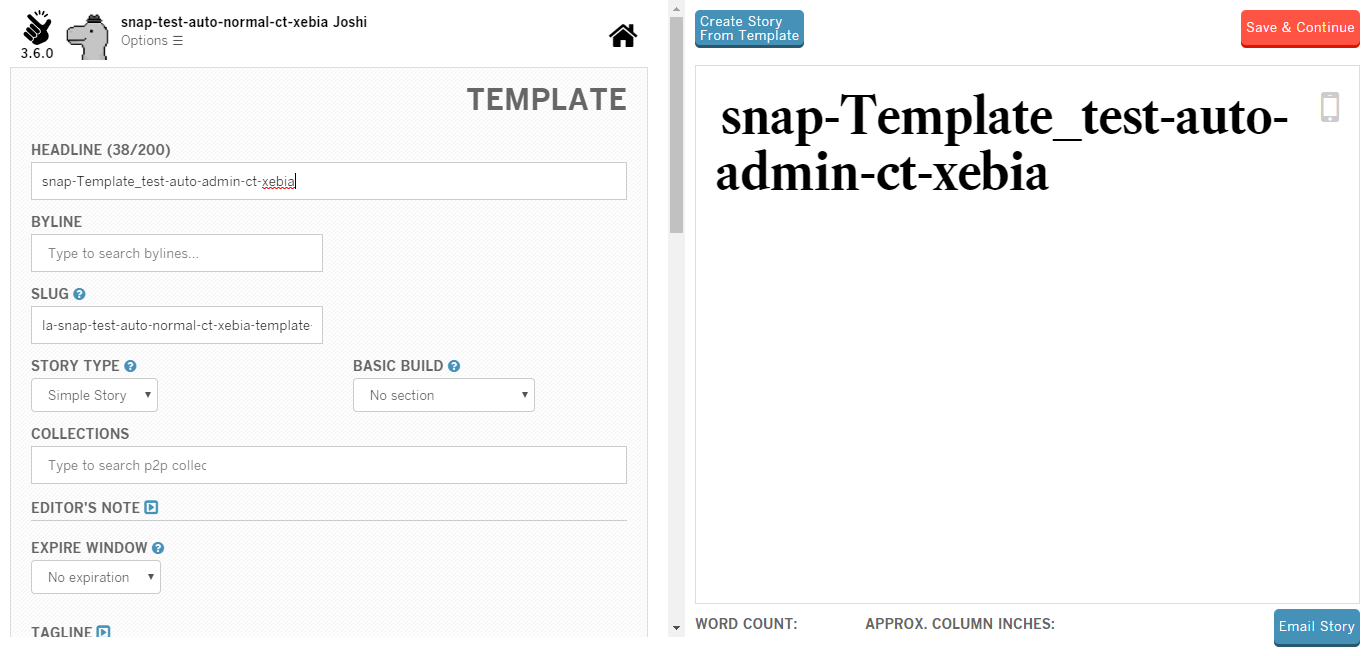 snap-test-auto-normal-ct-xebia Joshi
Options ☰
3.6.0
TEMPLATE
HEADLINE (38/200)
snap-Template_test-auto-admin-ct-xebia
BYLINE
Type to search bylines...
SLUG
la-snap-test-auto-normal-ct-xebia-template-
STORY TYPE
BASIC BUILD
Simple Story
No section
COLLECTIONS
Type to search p2p collec
EDITOR'S NOTE
EXPIRE WINDOW
No expiration
TAGLINE
Create Story
From Template
Save & Continue
snap-Template_test-auto-
admin-ct-xebia
WORD COUNT:
APPROX. COLUMN INCHES:
Email Story